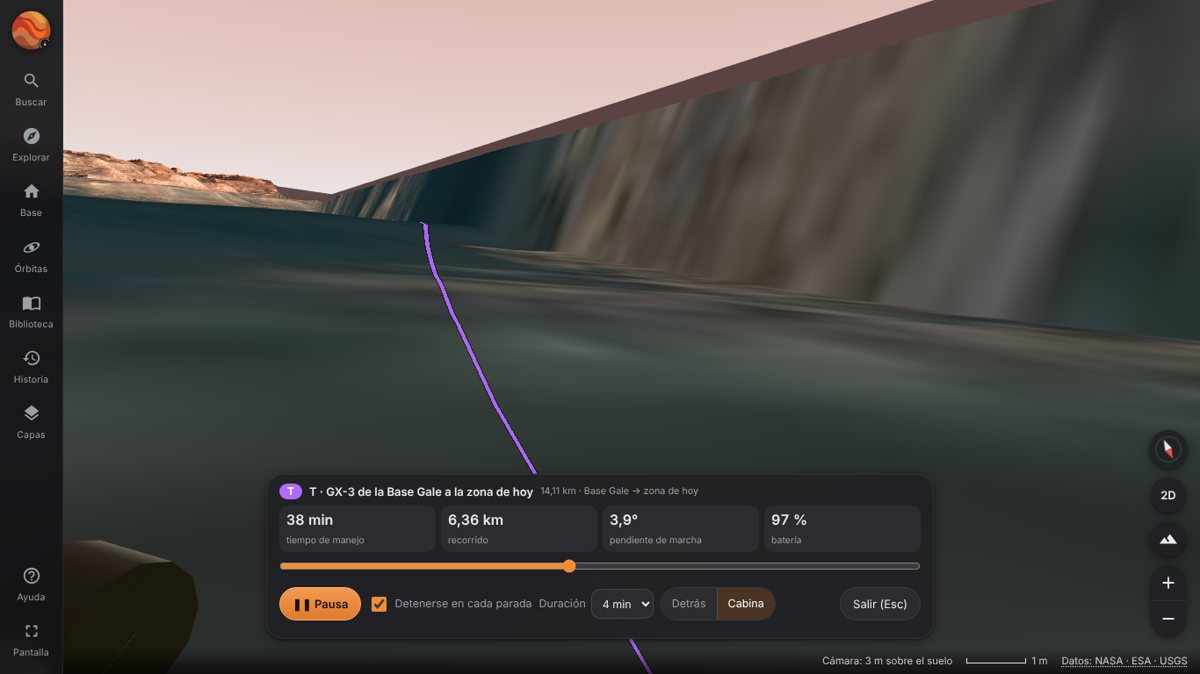 Buscar
Explorar
Base
Órbitas
Biblioteca
Historia
Capas
Ayuda
Pantalla
T T · GX-3 de la Base Gale a la zona de hoy 14,11 km · Base Gale → zona de hoy
38 min 6,36 km 3,9° 97 %
tiempo de manejo recorrido pendiente de marcha batería
Pausa Detenerse en cada parada Duración 4 min Detrás Cabina Salir (Esc)
2D
+
−
Cámara: 3 m sobre el suelo 1 m Datos: NASA · ESA · USGS